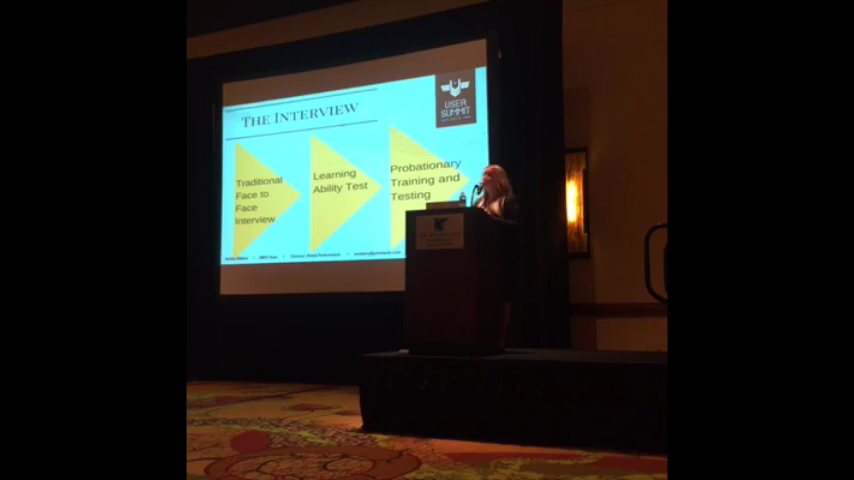 THE INTERVIEW
USER
SUMMIT
Traditional
Face to
Face
Interview
Learning
Ability Test
Probationary
Training and
Testing